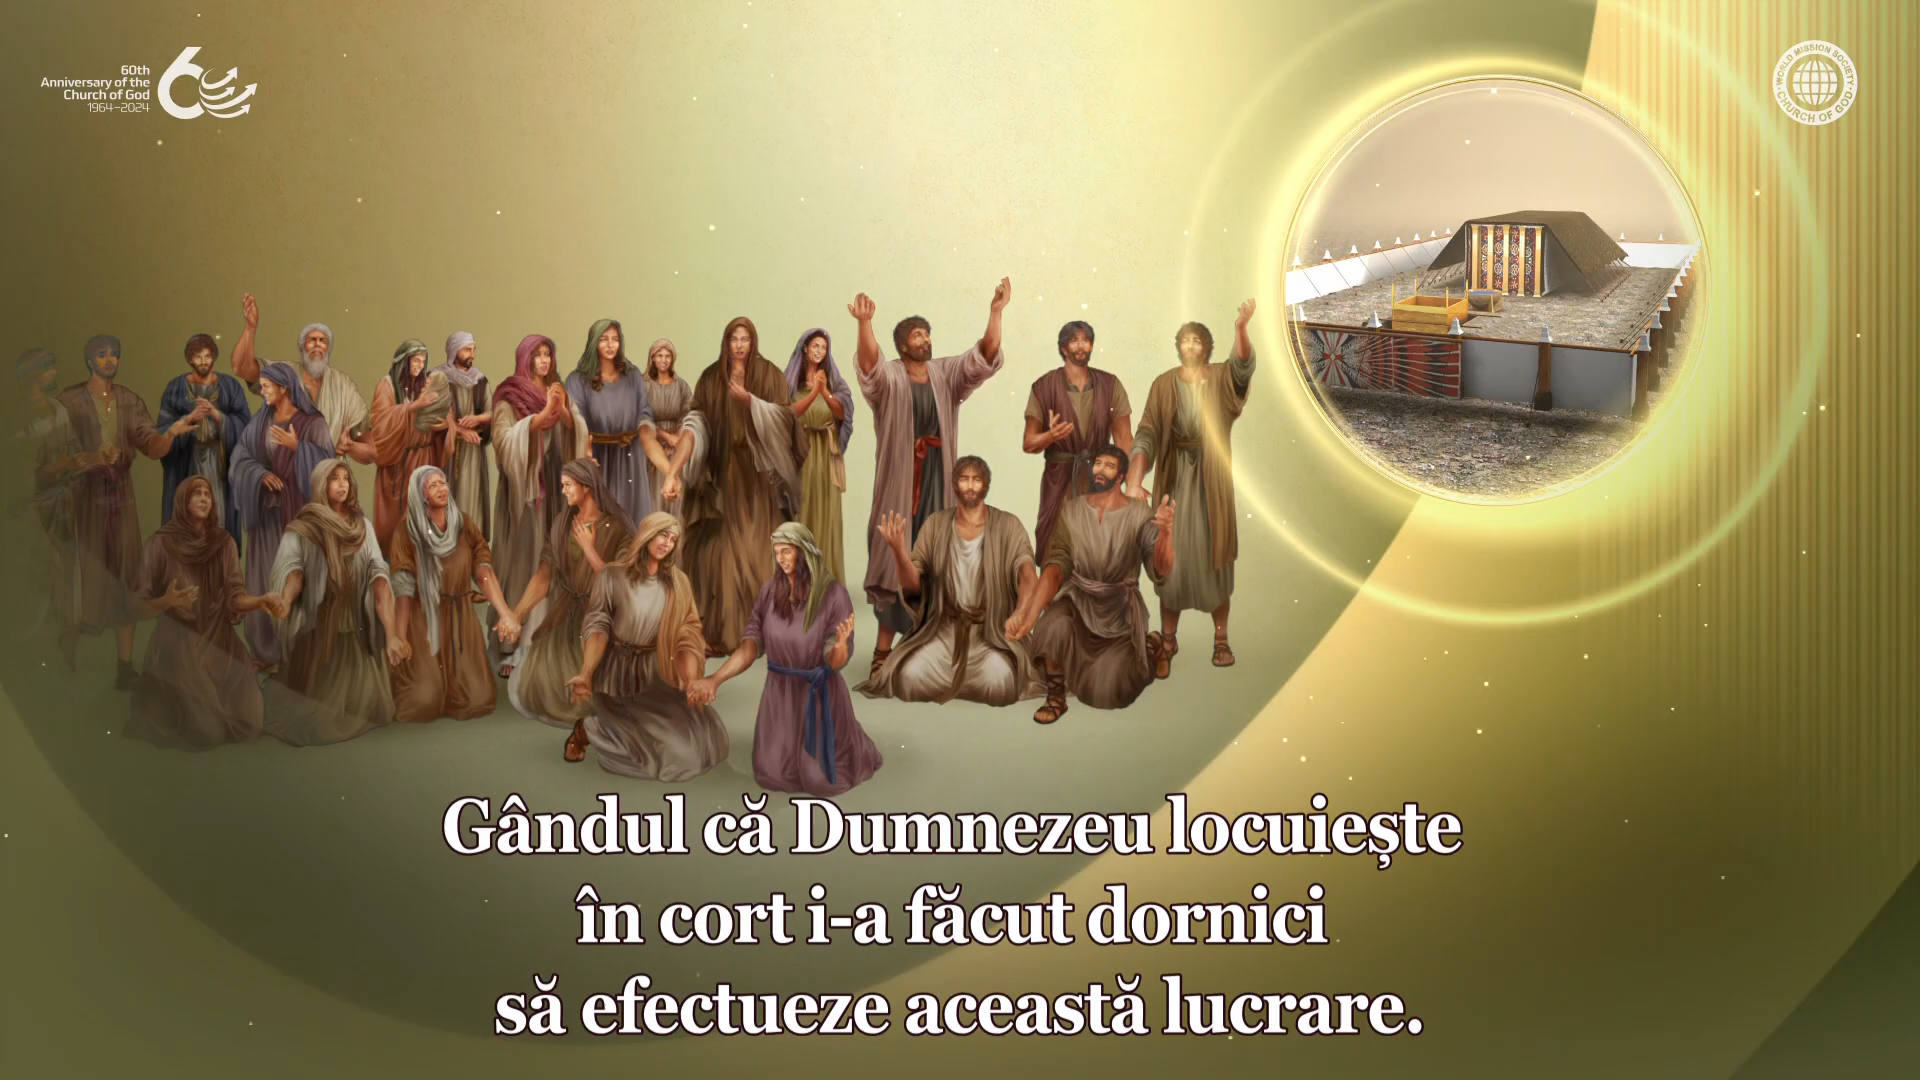 60th
Anniversary of the
Church of God
1964–2024
60
WORLD MISSION SOCIETY
CHURCH OF GOD
Gândul că Dumnezeu locuiește
în cort i-a făcut dornici
să efectueze această lucrare.